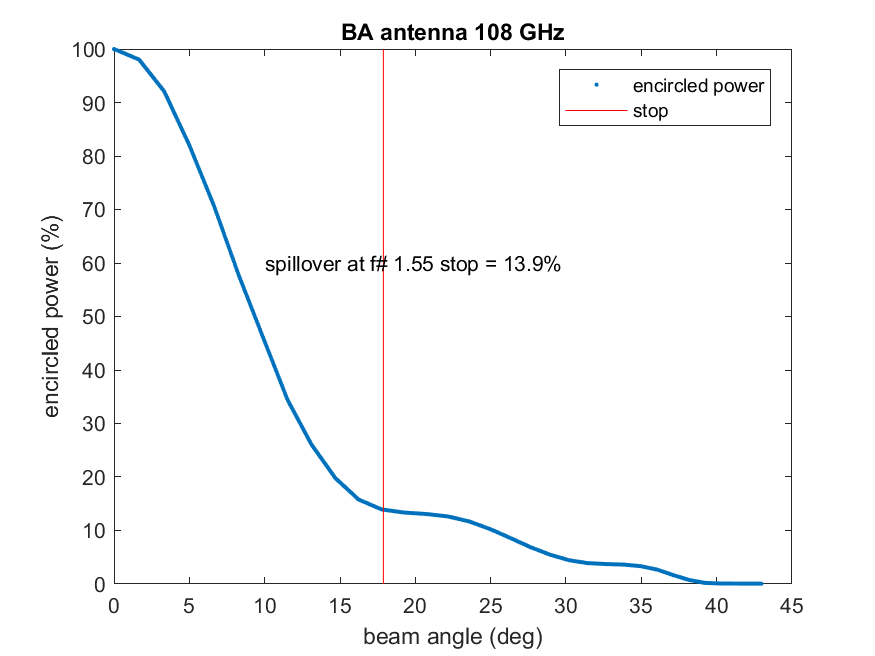 BA antenna 108 GHz
encircled power
stop
spillover at f# 1.55 stop = 13.9%
encircled power (%)
100
90
80
70
60
50
40
30
20
10
0
0 5 10 15 20 25 30 35 40 45
beam angle (deg)